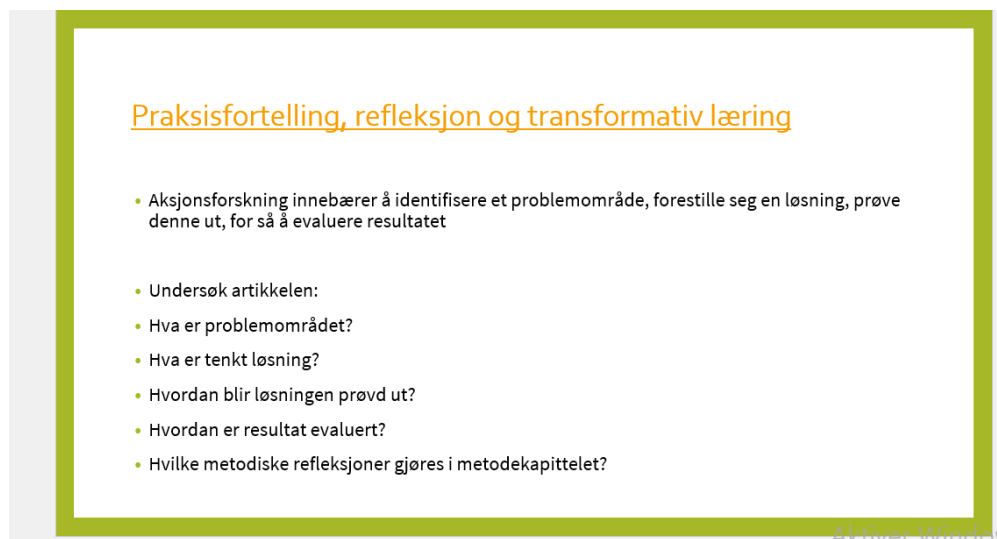 Praksisfortelling, refleksjon og transformativ læring
• Aksjonsforskning innebærer å identifisere et problemområde, forestille seg en løsning, prøve
denne ut, for så å evaluere resultatet
• Undersøk artikkelen:
• Hva er problemområdet?
• Hva er tenkt løsning?
• Hvordan blir løsningen prøvd ut?
• Hvordan er resultat evaluert?
• Hvilke metodiske refleksjoner gjøres i metodekapittelet?